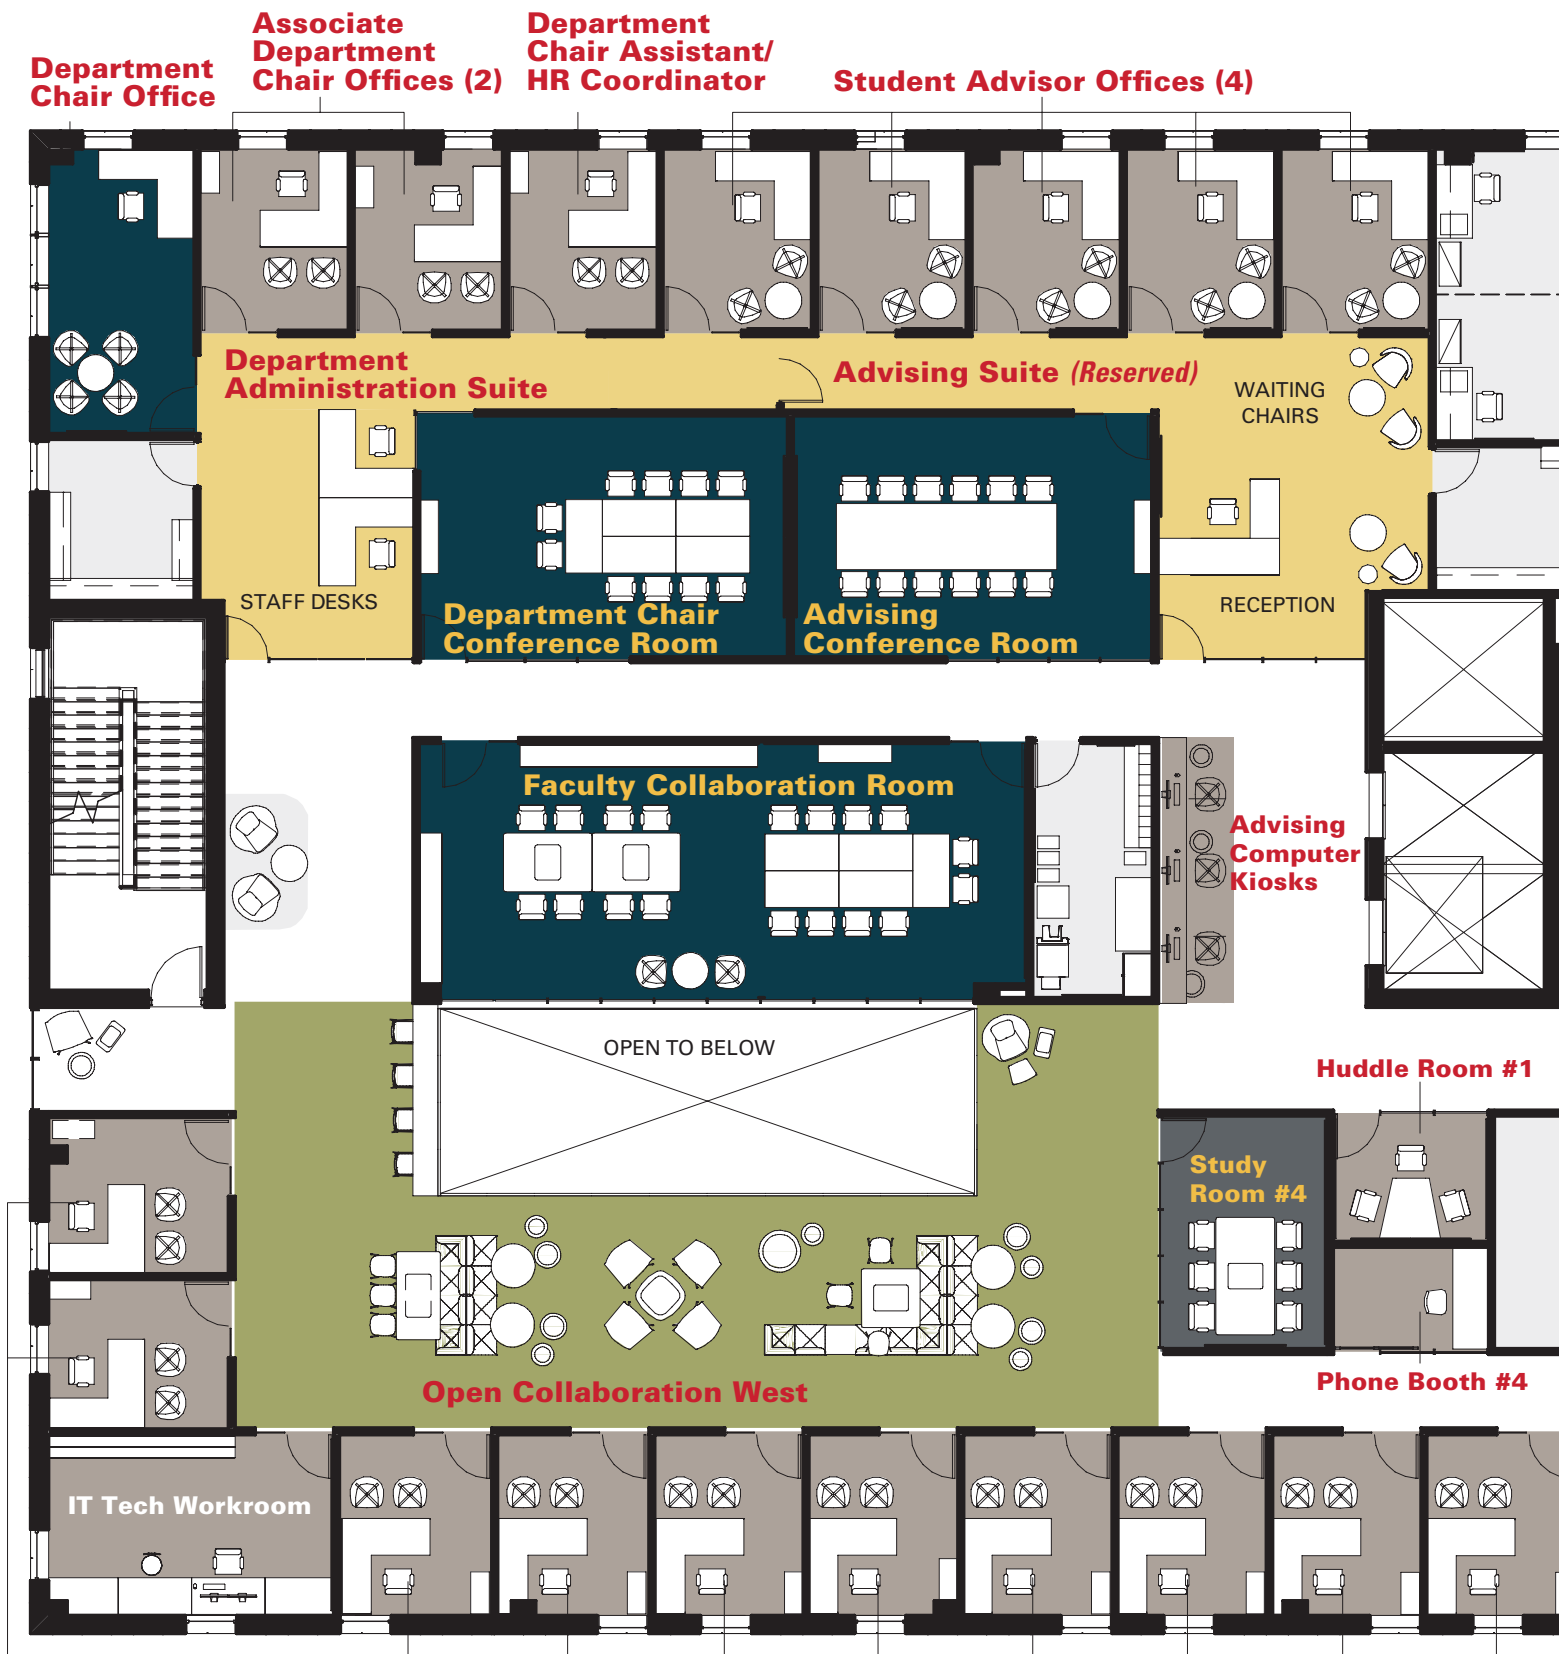 Department
Chair Office
Associate
Department
Chair Offices (2)
Department
Chair Assistant/
HR Coordinator
Student Advisor Offices (4)
Department
Administration Suite
Advising Suite (Reserved)
WAITING
CHAIRS
STAFF DESKS
Department Chair
Conference Room
Advising
Conference Room
RECEPTION
Faculty Collaboration Room
Advising
Computer
Kiosks
OPEN TO BELOW
Huddle Room #1
Study
Room #4
Phone Booth #4
Open Collaboration West
IT Tech Workroom